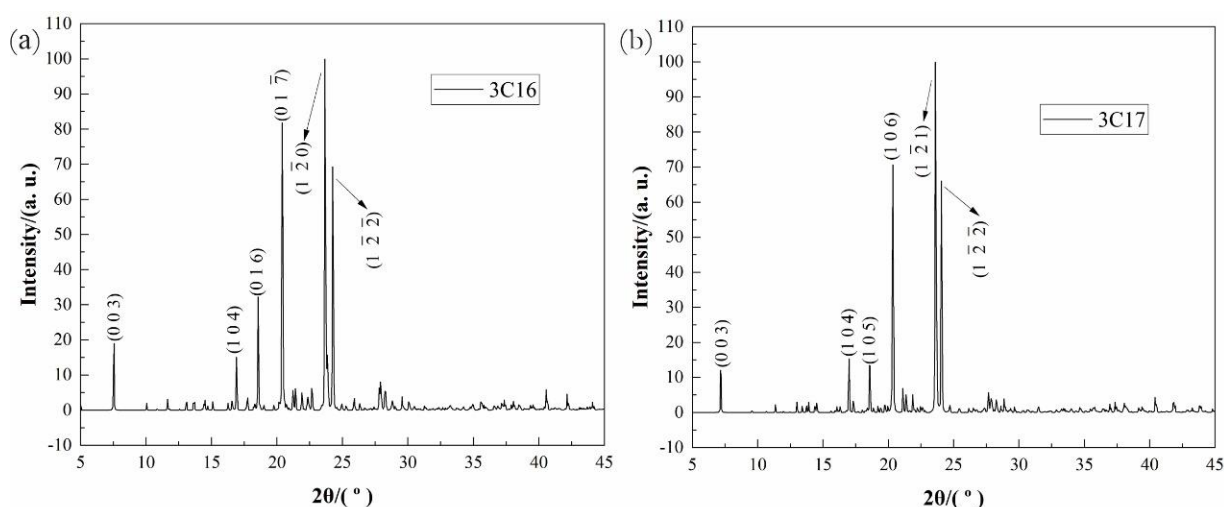 (a)
110
100
90
80
70
60
50
40
30
20
10
0
-10
Intensity/(a. u.)
5 10 15 20 25 30 35 40 45
2θ/( º )
3C16
(0 0 3)
(1 0 4)
(0 1 6)
(0 1 7̄)
(1 2̄ 0)
(1 2̄ 2̄)
(b)
110
100
90
80
70
60
50
40
30
20
10
0
-10
Intensity/(a. u.)
5 10 15 20 25 30 35 40 45
2θ/( º )
3C17
(0 0 3)
(1 0 4)
(1 0 5)
(1 0 6)
(1 2̄ 1)
(1 2̄ 2)